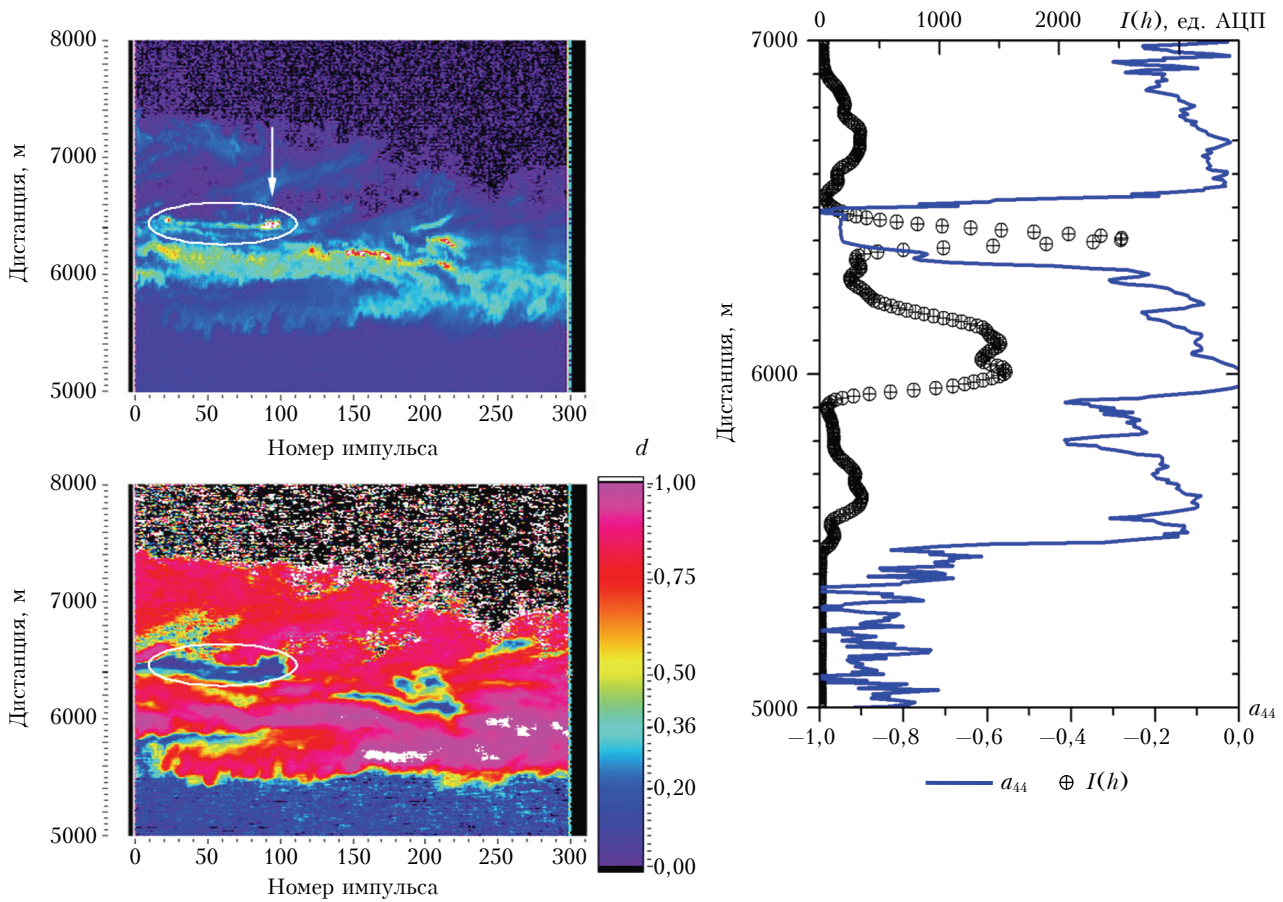 8000
7000
6000
5000
Дистанция, м
0 50 100 150 200 250 300
Номер импульса
d
8000
7000
6000
5000
Дистанция, м
0 50 100 150 200 250 300
Номер импульса
1,00
0,75
0,50
0,36
0,20
0,00
0 1000 2000 I(h), ед. АЦП
7000
6000
5000
Дистанция, м
a₄₄
−1,0 −0,8 −0,6 −0,4 −0,2 0,0
a₄₄ I(h)